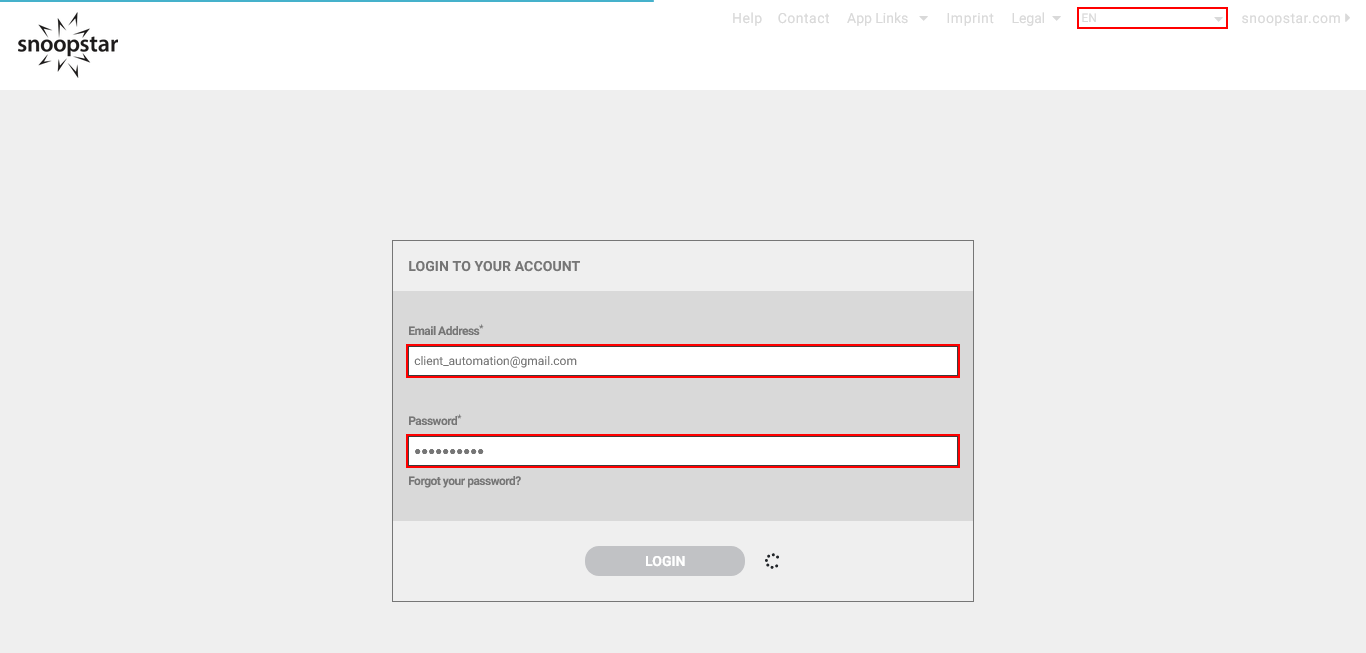 Help Contact App Links Imprint Legal EN snoopstar.com
snoopstar
LOGIN TO YOUR ACCOUNT
Email Address*
client_automation@gmail.com
Password*
••••••••••
Forgot your password?
LOGIN